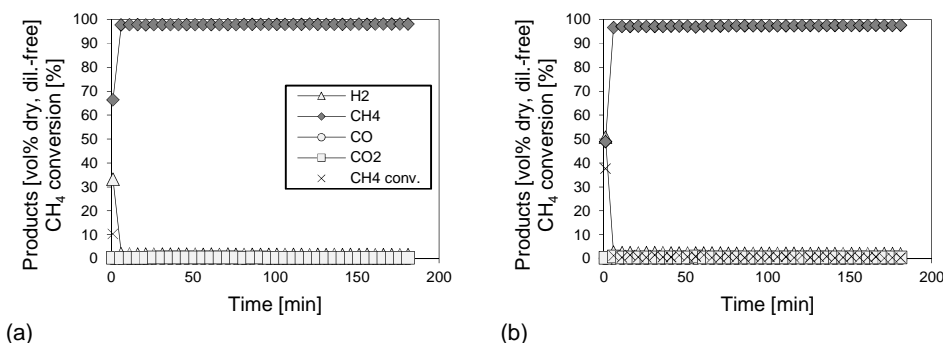 Products [vol% dry, dil.-free]
CH4 conversion [%]
100
90
80
70
60
50
40
30
20
10
0
H2
CH4
CO
CO2
CH4 conv.
0 50 100 150 200
Time [min]
(a)
Products [vol% dry, dil.-free]
CH4 conversion [%]
100
90
80
70
60
50
40
30
20
10
0
0 50 100 150 200
Time [min]
(b)